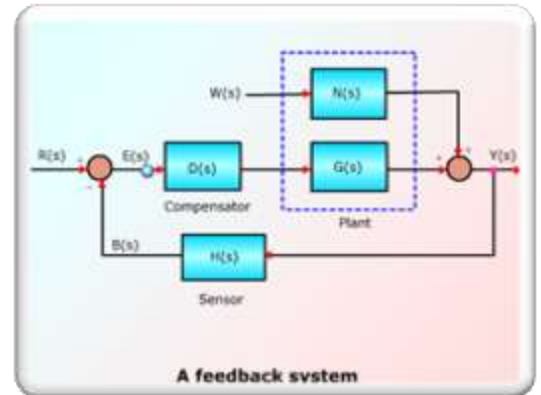 N(s)
W(s)
R(s)
E(s)
D(s)
G(s)
Y(s)
Compensator
Plant
B(s)
H(s)
Sensor
A feedback system